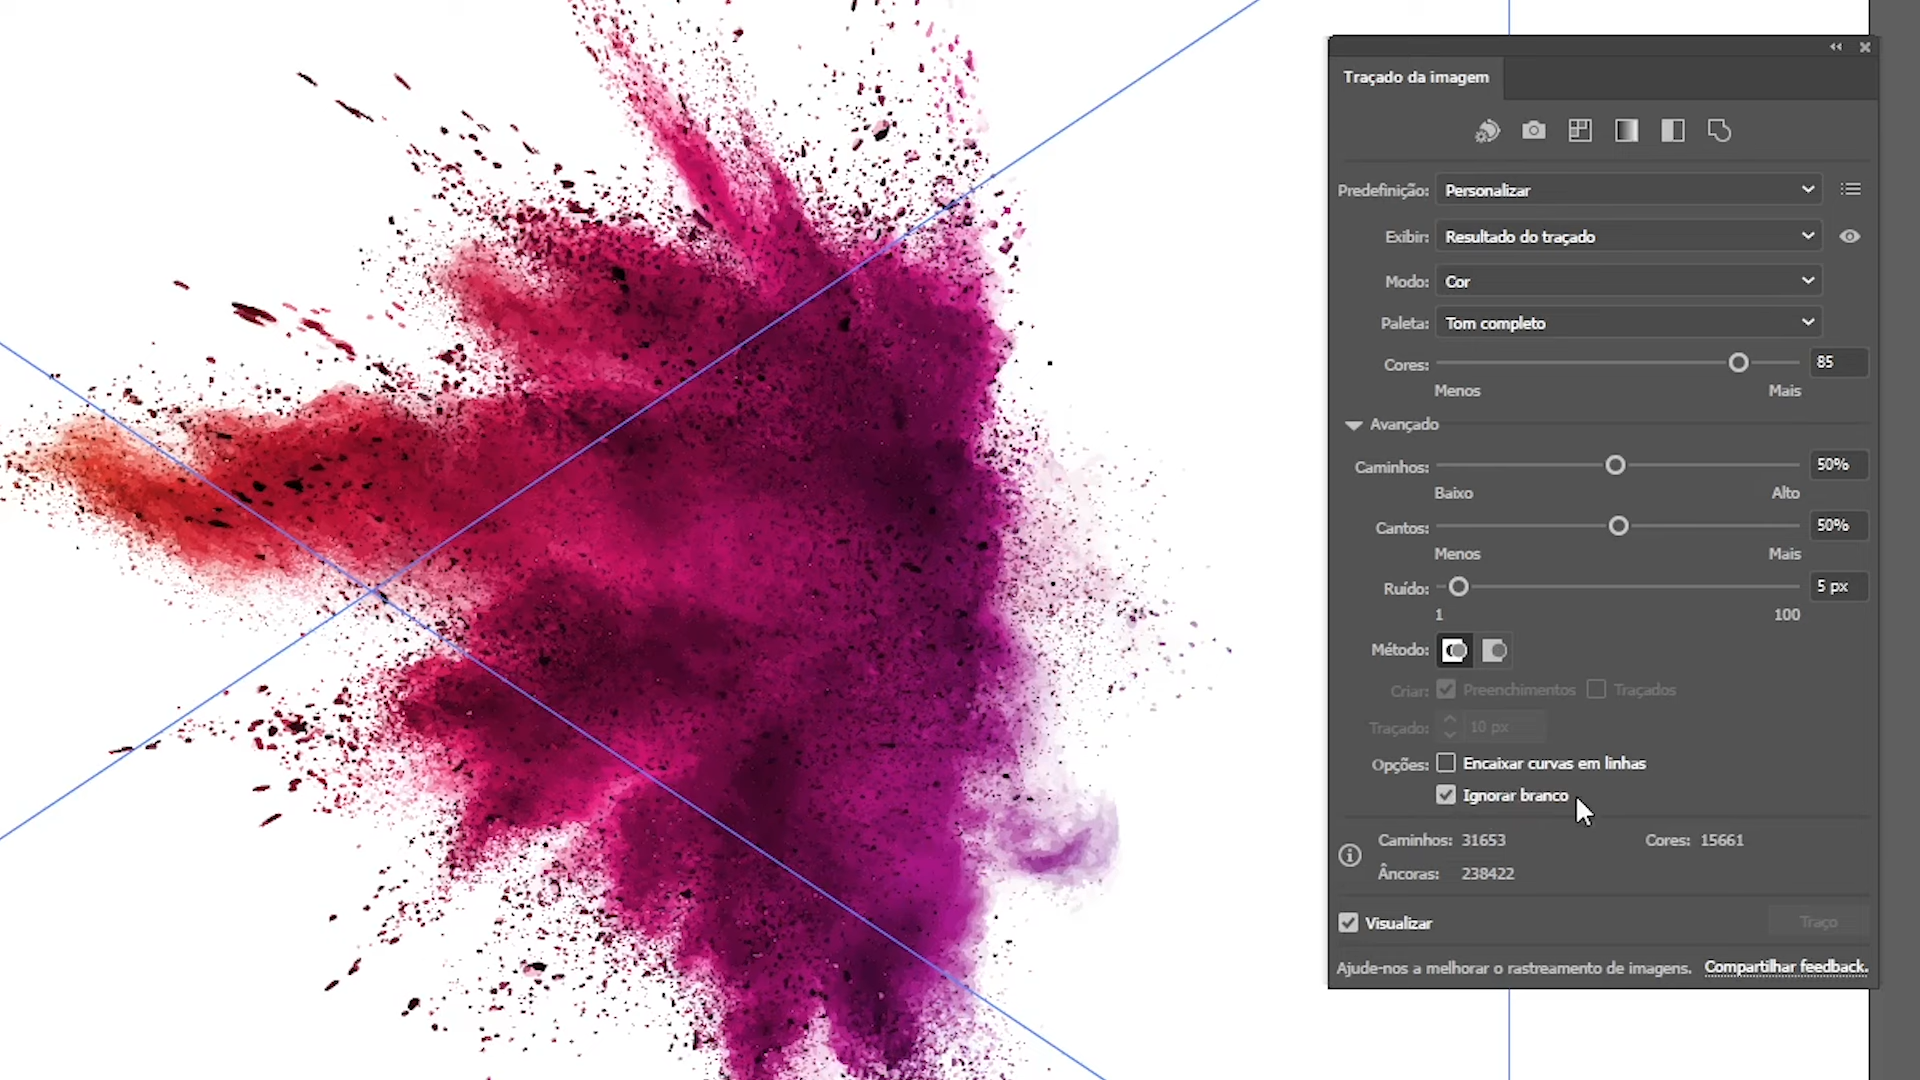 Traçado da imagem
Predefinição: Personalizar
Exibir: Resultado do traçado
Modo: Cor
Paleta: Tom completo
Cores: 85
Menos Mais
Avançado
Caminhos: 50%
Baixo Alto
Cantos: 50%
Menos Mais
Ruído: 5 px
1 100
Método:
Criar: Preenchimentos Traçados
Traçado: 10 px
Opções: Encaixar curvas em linhas
Ignorar branco
Caminhos: 31653 Cores: 15661
Âncoras: 238422
Visualizar Traço
Ajude-nos a melhorar o rastreamento de imagens. Compartilhar feedback.